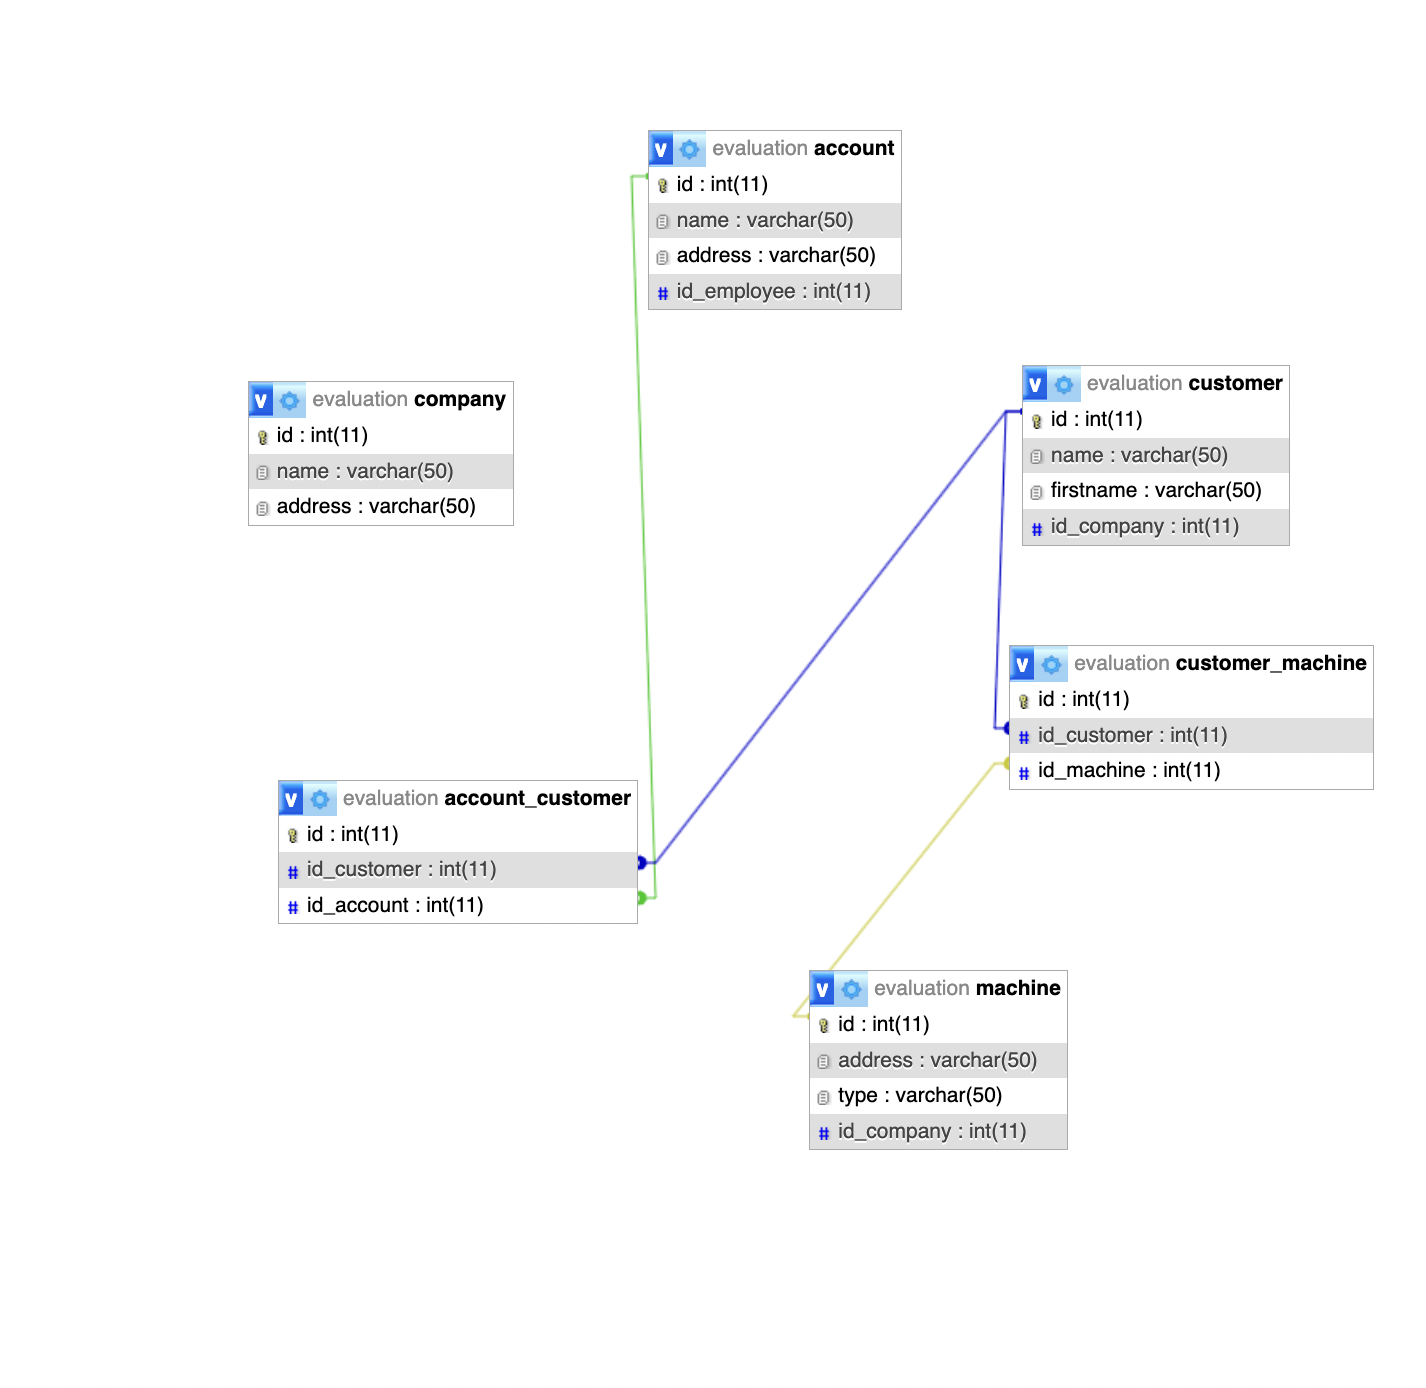 v evaluation account
id : int(11)
name : varchar(50)
address : varchar(50)
# id_employee : int(11)
v evaluation company
id : int(11)
name : varchar(50)
address : varchar(50)
v evaluation customer
id : int(11)
name : varchar(50)
firstname : varchar(50)
# id_company : int(11)
v evaluation customer_machine
id : int(11)
# id_customer : int(11)
# id_machine : int(11)
v evaluation account_customer
id : int(11)
# id_customer : int(11)
# id_account : int(11)
v evaluation machine
id : int(11)
address : varchar(50)
type : varchar(50)
# id_company : int(11)